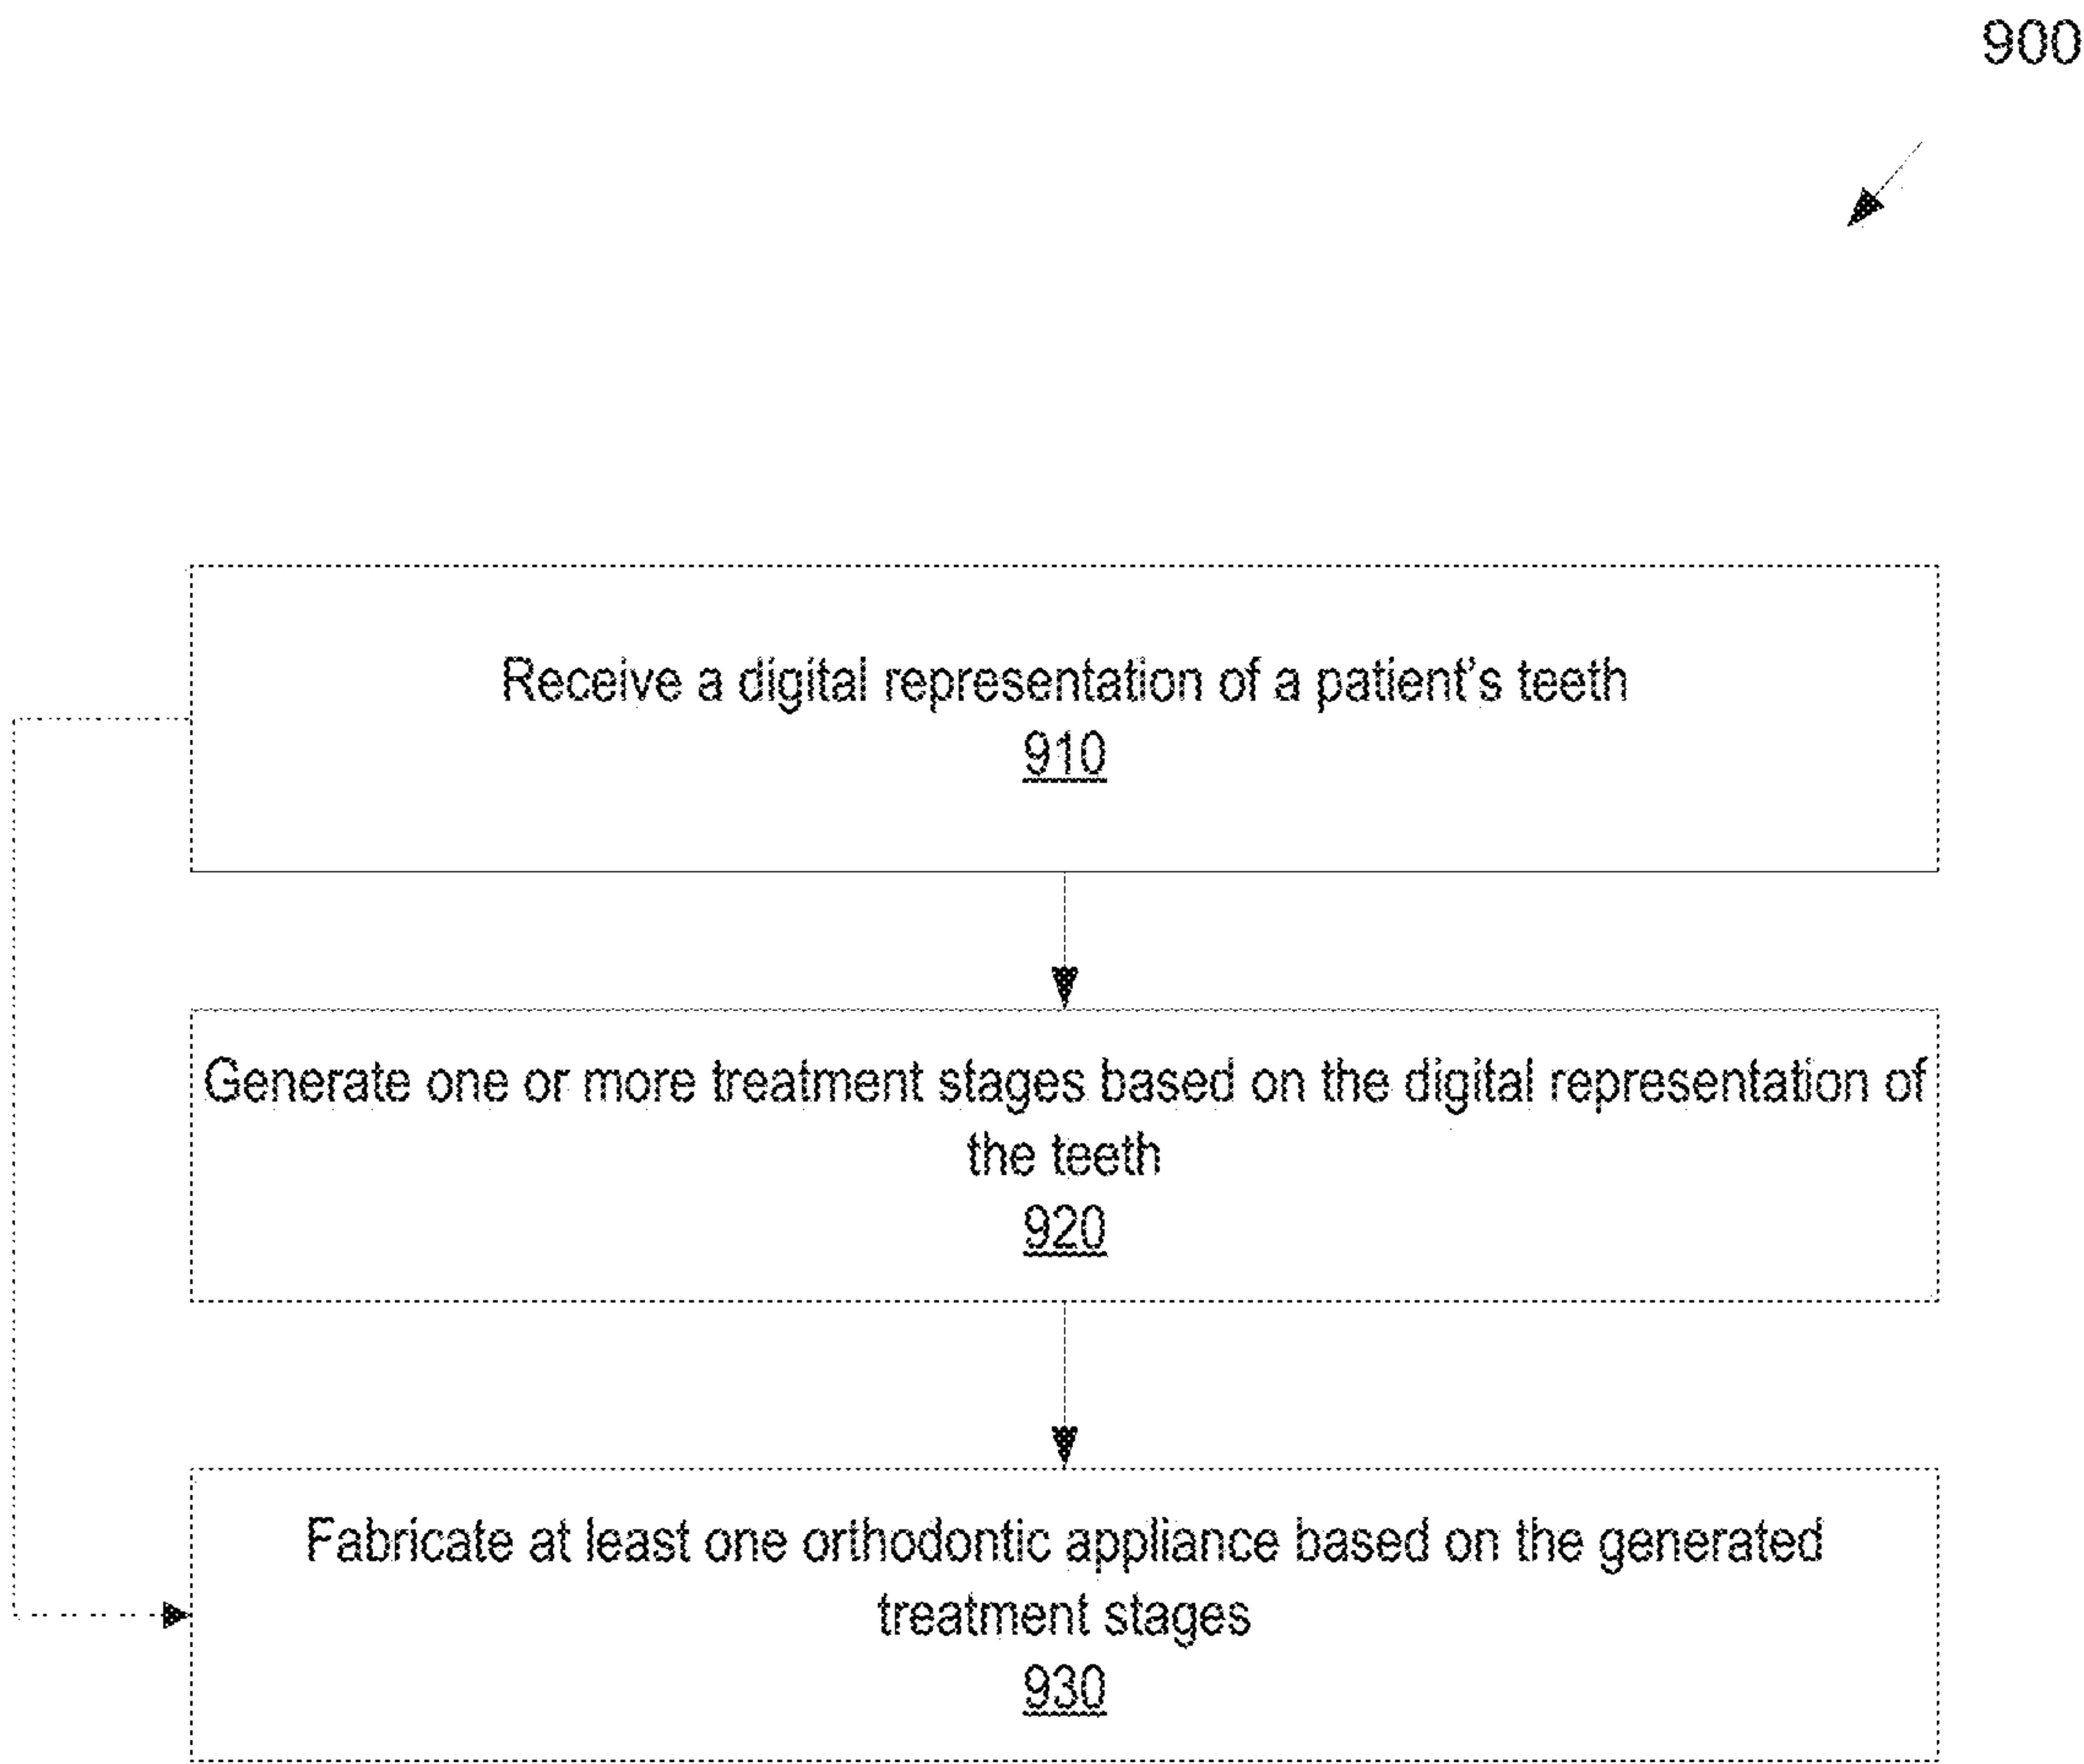 900
Receive a digital representation of a patient's teeth
910
Generate one or more treatment stages based on the digital representation of
the teeth
920
Fabricate at least one orthodontic appliance based on the generated
treatment stages
930